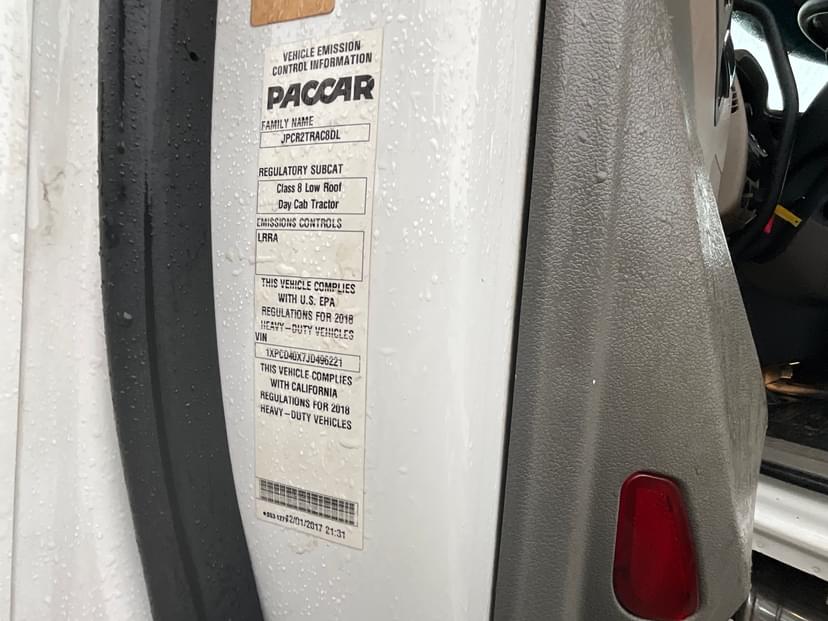 VEHICLE EMISSION
CONTROL INFORMATION
PACCAR
FAMILY NAME
JPCR2TRAC8DL
REGULATORY SUBCAT
Class 8 Low Roof
Day Cab Tractor
EMISSIONS CONTROLS
LRRA
THIS VEHICLE COMPLIES
WITH U.S. EPA
REGULATIONS FOR 2018
HEAVY-DUTY VEHICLES
VIN
1XPCD40X7JD496221
THIS VEHICLE COMPLIES
WITH CALIFORNIA
REGULATIONS FOR 2018
HEAVY-DUTY VEHICLES
12/01/2017 21:31